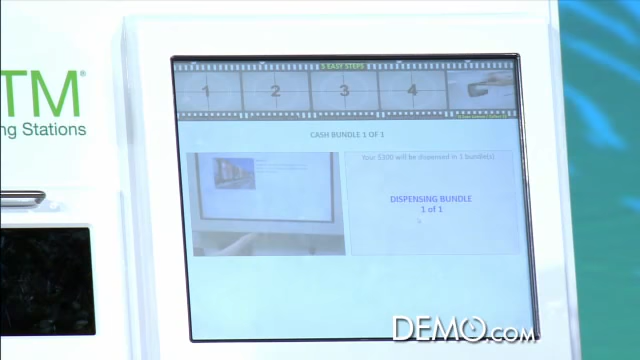 TM®
ng Stations
5 EASY STEPS
1 2 3 4
CASH BUNDLE 1 OF 1
Your $300 will be dispensed in 1 bundle(s)
DISPENSING BUNDLE
1 of 1
DEMO.COM